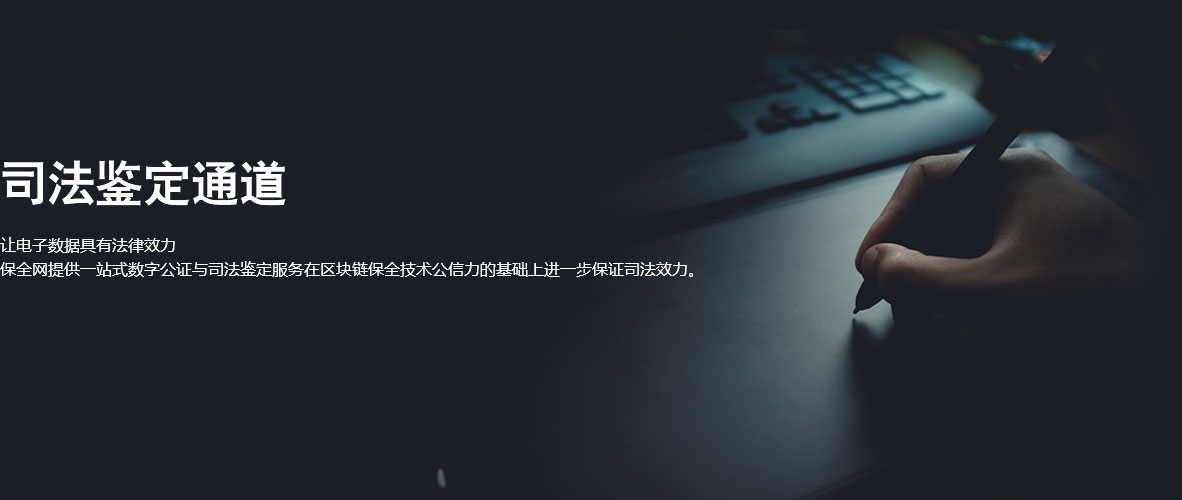 司法鉴定通道
让电子数据具有法律效力
保全网提供一站式数字公证与司法鉴定服务在区块链保全技术公信力的基础上进一步保证司法效力。